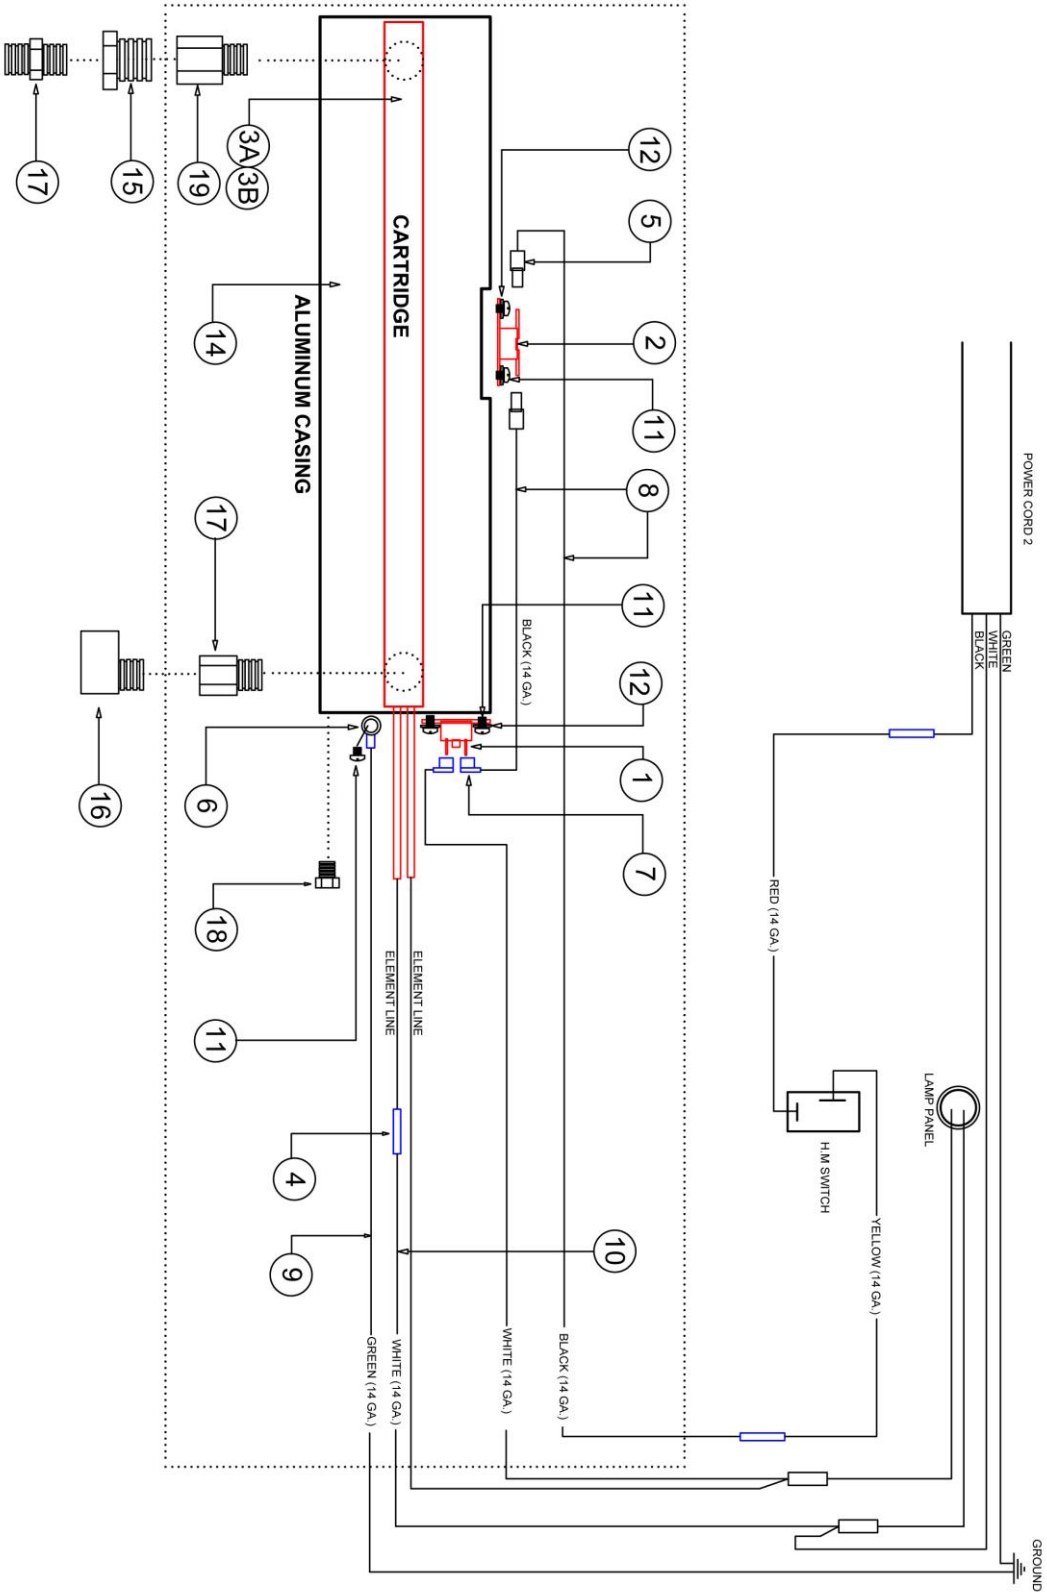 POWER CORD 2
GREEN
WHITE
BLACK
RED (14 GA.)
H.M SWITCH
LAMP PANEL
YELLOW (14 GA.)
GROUND
12
5
2
11
8
11
12
1
7
BLACK (14 GA.)
BLACK (14 GA.)
WHITE (14 GA.)
10
WHITE (14 GA.)
GREEN (14 GA.)
ELEMENT LINE
ELEMENT LINE
CARTRIDGE
ALUMINUM CASING
3A
3B
19
15
17
14
17
16
6
18
11
4
9